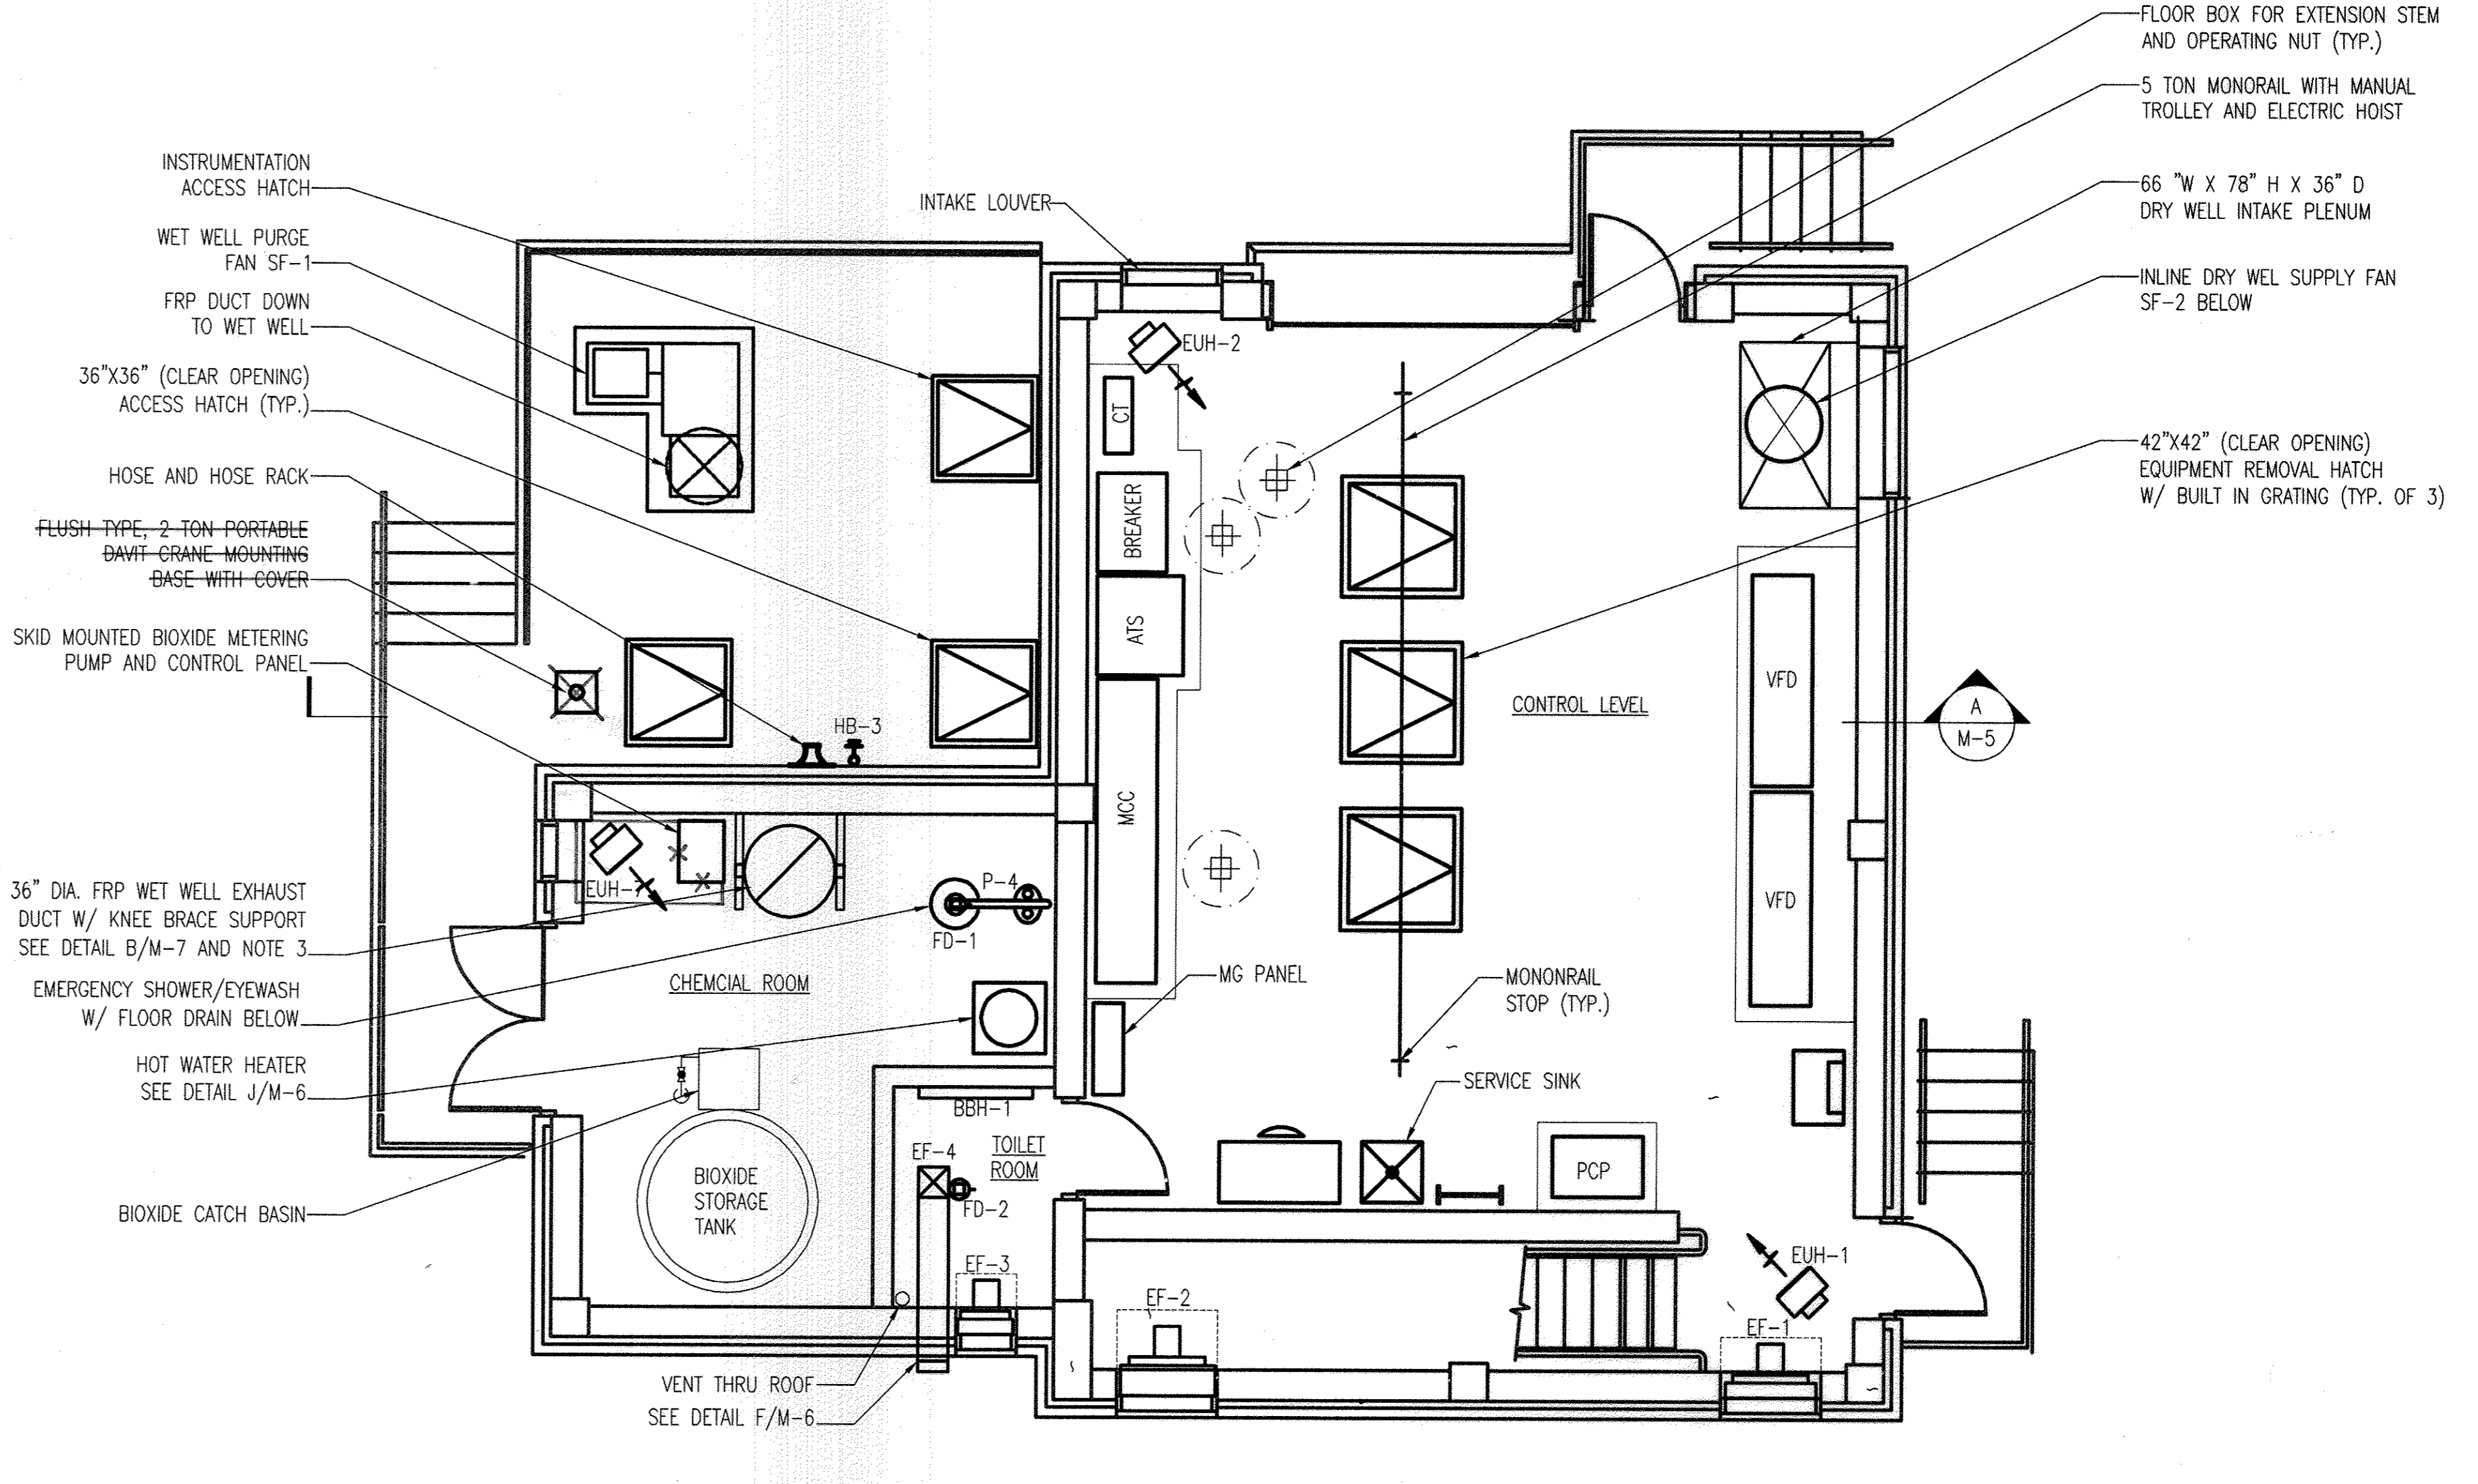 FLOOR BOX FOR EXTENSION STEM
AND OPERATING NUT (TYP.)
5 TON MONORAIL WITH MANUAL
TROLLEY AND ELECTRIC HOIST
66 "W X 78" H X 36" D
DRY WELL INTAKE PLENUM
INLINE DRY WEL SUPPLY FAN
SF-2 BELOW
42"X42" (CLEAR OPENING)
EQUIPMENT REMOVAL HATCH
W/ BUILT IN GRATING (TYP. OF 3)
INSTRUMENTATION
ACCESS HATCH
WET WELL PURGE
FAN SF-1
FRP DUCT DOWN
TO WET WELL
36"X36" (CLEAR OPENING)
ACCESS HATCH (TYP.)
HOSE AND HOSE RACK
FLUSH TYPE, 2 TON PORTABLE
DAVIT CRANE MOUNTING
BASE WITH COVER
SKID MOUNTED BIOXIDE METERING
PUMP AND CONTROL PANEL
36" DIA. FRP WET WELL EXHAUST
DUCT W/ KNEE BRACE SUPPORT
SEE DETAIL B/M-7 AND NOTE 3
EMERGENCY SHOWER/EYEWASH
W/ FLOOR DRAIN BELOW
HOT WATER HEATER
SEE DETAIL J/M-6
BIOXIDE CATCH BASIN
VENT THRU ROOF
SEE DETAIL F/M-6
INTAKE LOUVER
EUH-2
CT
BREAKER
ATS
MCC
HB-3
CONTROL LEVEL
VFD
VFD
A
M-5
EUH-7
P-4
FD-1
CHEMCIAL ROOM
MG PANEL
MONONRAIL
STOP (TYP.)
SERVICE SINK
BBH-1
TOILET
ROOM
EF-4
FD-2
BIOXIDE
STORAGE
TANK
PCP
EF-3
EF-2
EUH-1
EF-1